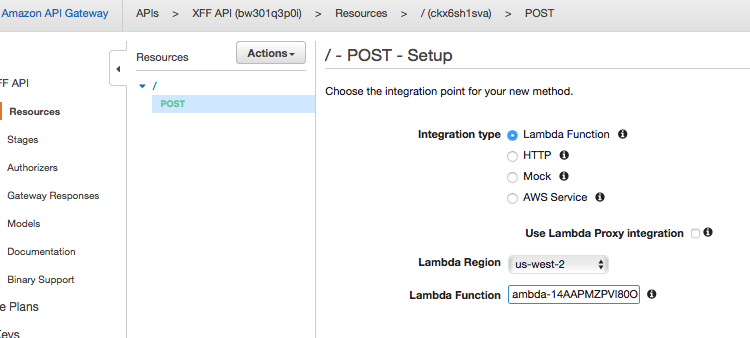 Amazon API Gateway
APIs > XFF API (bw301q3p0i) > Resources > / (ckx6sh1sva) > POST
Resources
Actions
/ - POST - Setup
FF API
Resources
Stages
Authorizers
Gateway Responses
Models
Documentation
Binary Support
e Plans
Keys
/
POST
Choose the integration point for your new method.
Integration type
Lambda Function
HTTP
Mock
AWS Service
Use Lambda Proxy integration
Lambda Region
us-west-2
Lambda Function
ambda-14AAPMZPVI80O